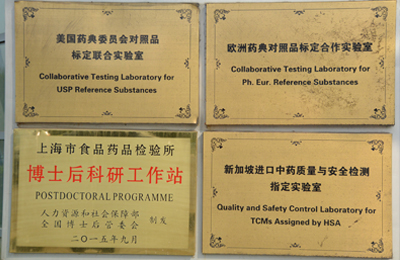 美国药典委员会对照品
标定联合实验室
Collaborative Testing Laboratory for
USP Reference Substances
欧洲药典对照品标定合作实验室
Collaborative Testing Laboratory for
Ph. Eur. Reference Substances
上海市食品药品检验所
博士后科研工作站
POSTDOCTORAL PROGRAMME
人力资源和社会保障部
全国博士后管委会
制发
二〇一五年九月
新加坡进口中药质量与安全检测
指定实验室
Quality and Safety Control Laboratory for
TCMs Assigned by HSA